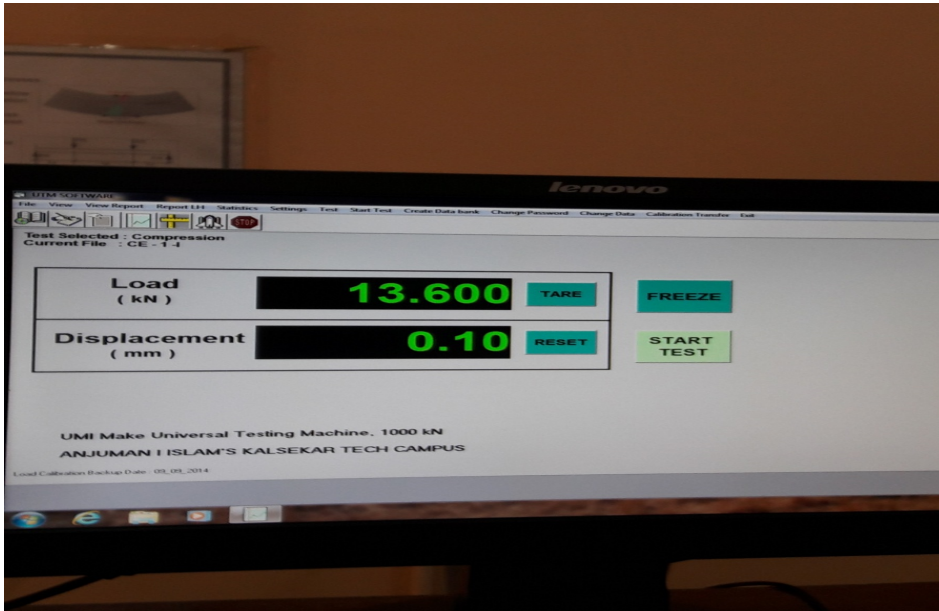 lenovo
UTM SOFTWARE
File View View Report Report LH Statistics Settings Test Start Test Create Data bank Change Password Change Data Calibration Transfer Exit
STOP
Test Selected : Compression
Current File : CE - 1 -I
Load
( kN )
13.600
TARE
FREEZE
Displacement
( mm )
0.10
RESET
START
TEST
UMI Make Universal Testing Machine, 1000 kN
ANJUMAN I ISLAM'S KALSEKAR TECH CAMPUS
Load Calibration Backup Date : 09_09_2014